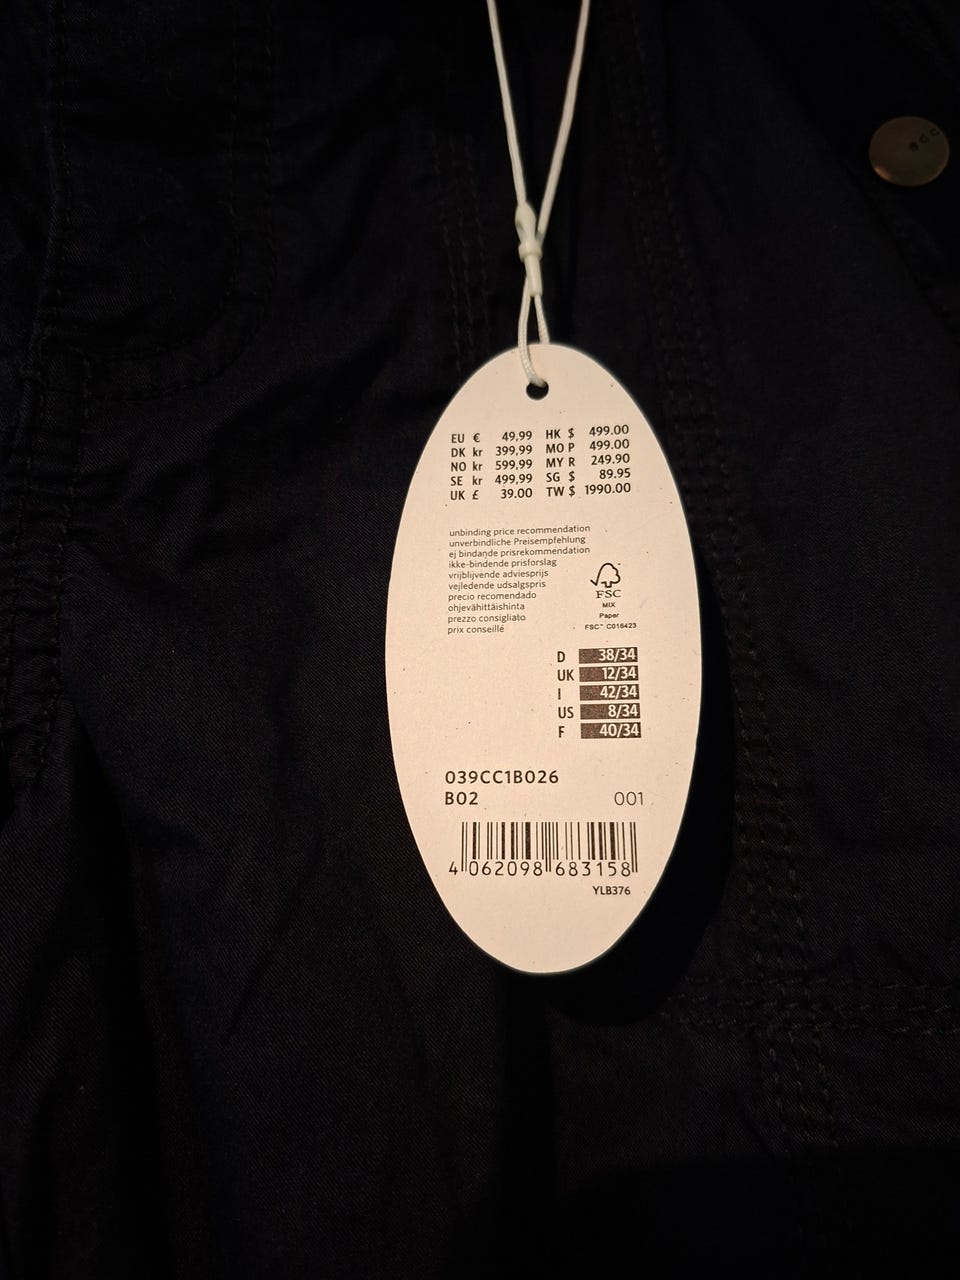 edc
EU € 49,99 HK $ 499.00
DK kr 399,99 MO P 499.00
NO kr 599,99 MY R 249.90
SE kr 499,99 SG $ 89.95
UK £ 39.00 TW $ 1990.00
unbinding price recommendation
unverbindliche Preisempfehlung
ej bindande prisrekommendation
ikke-bindende prisforslag
vrijblijvende adviesprijs
vejledende udsalgspris
precio recomendado
ohjevähittäishinta
prezzo consigliato
prix conseillé
FSC
MIX
Paper
FSC™ C016423
D 38/34
UK 12/34
I 42/34
US 8/34
F 40/34
039CC1B026
B02 001
4 062098 683158
YLB376